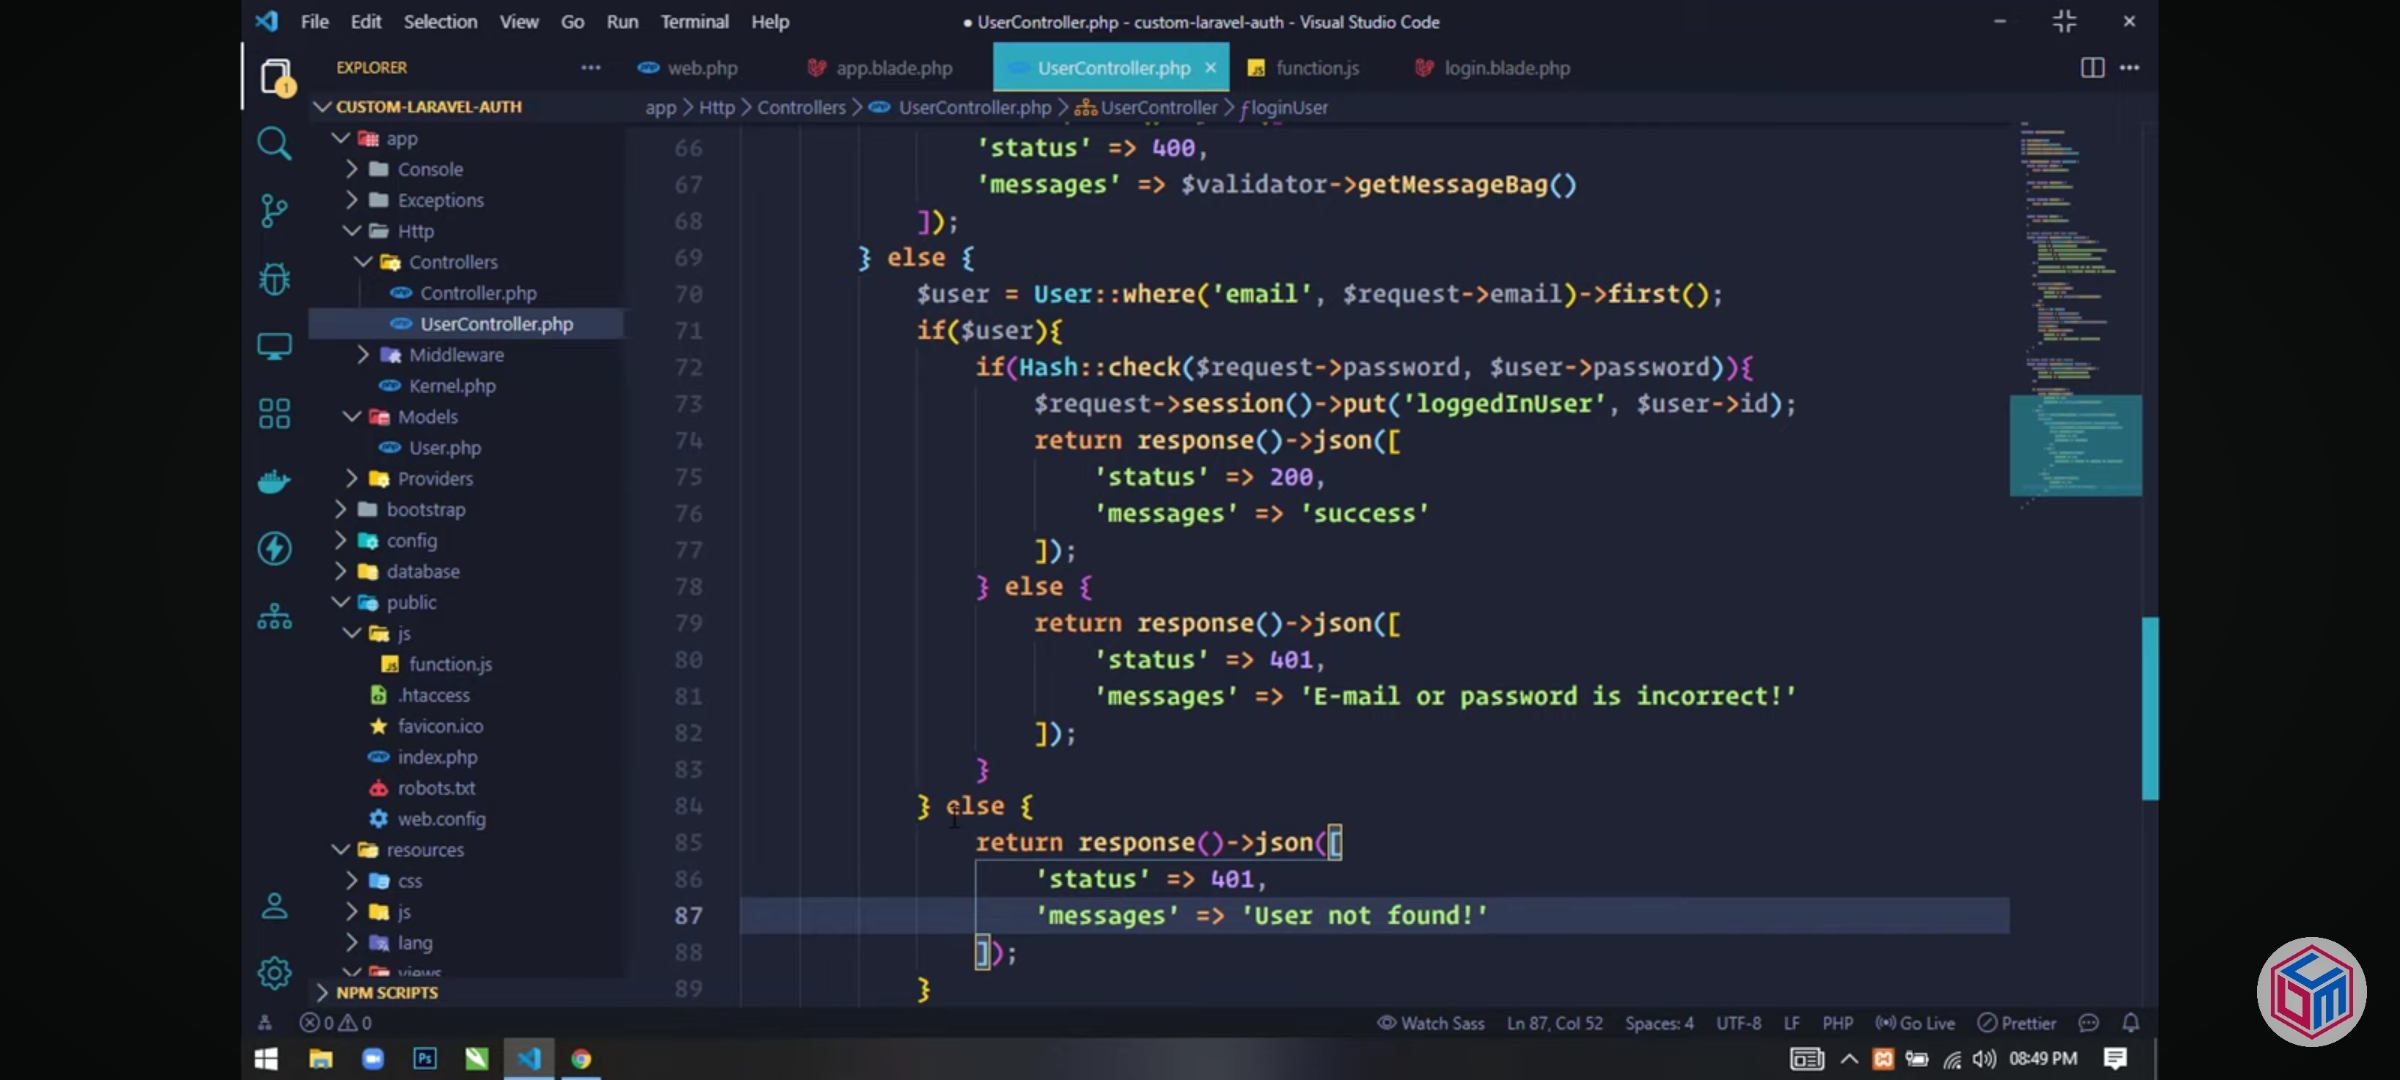 File Edit Selection View Go Run Terminal Help
● UserController.php - custom-laravel-auth - Visual Studio Code
1
EXPLORER
web.php app.blade.php UserController.php × function.js login.blade.php
CUSTOM-LARAVEL-AUTH
app > Http > Controllers > UserController.php > UserController > loginUser
app
Console
Exceptions
Http
Controllers
Controller.php
UserController.php
Middleware
Kernel.php
Models
User.php
Providers
bootstrap
config
database
public
js
function.js
.htaccess
favicon.ico
index.php
robots.txt
web.config
resources
css
js
lang
views
NPM SCRIPTS
66 'status' => 400,
67 'messages' => $validator->getMessageBag()
68 ]);
69 } else {
70 $user = User::where('email', $request->email)->first();
71 if($user){
72 if(Hash::check($request->password, $user->password)){
73 $request->session()->put('loggedInUser', $user->id);
74 return response()->json([
75 'status' => 200,
76 'messages' => 'success'
77 ]);
78 } else {
79 return response()->json([
80 'status' => 401,
81 'messages' => 'E-mail or password is incorrect!'
82 ]);
83 }
84 } else {
85 return response()->json([
86 'status' => 401,
87 'messages' => 'User not found!'
88 ]);
89 }
0 0 Watch Sass Ln 87, Col 52 Spaces: 4 UTF-8 LF PHP Go Live Prettier
Ps 08:49 PM